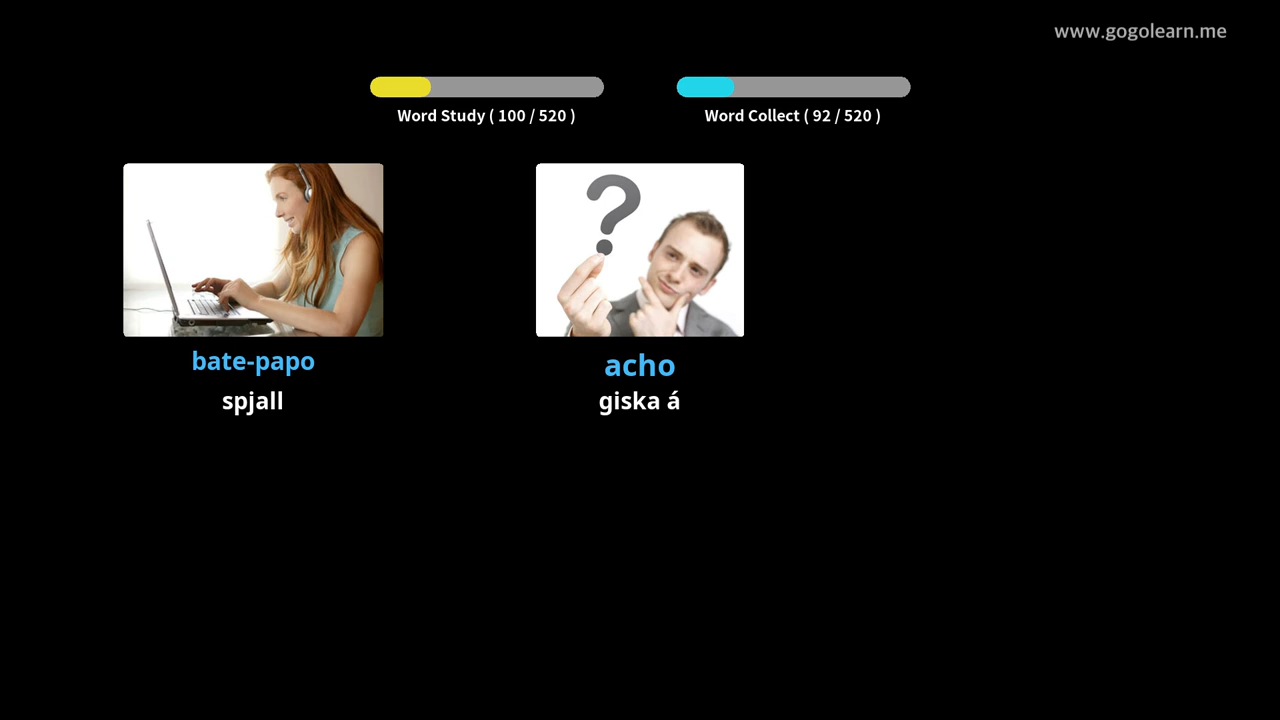 www.gogolearn.me
Word Study ( 100 / 520 )
Word Collect ( 92 / 520 )
bate-papo
spjall
acho
giska á